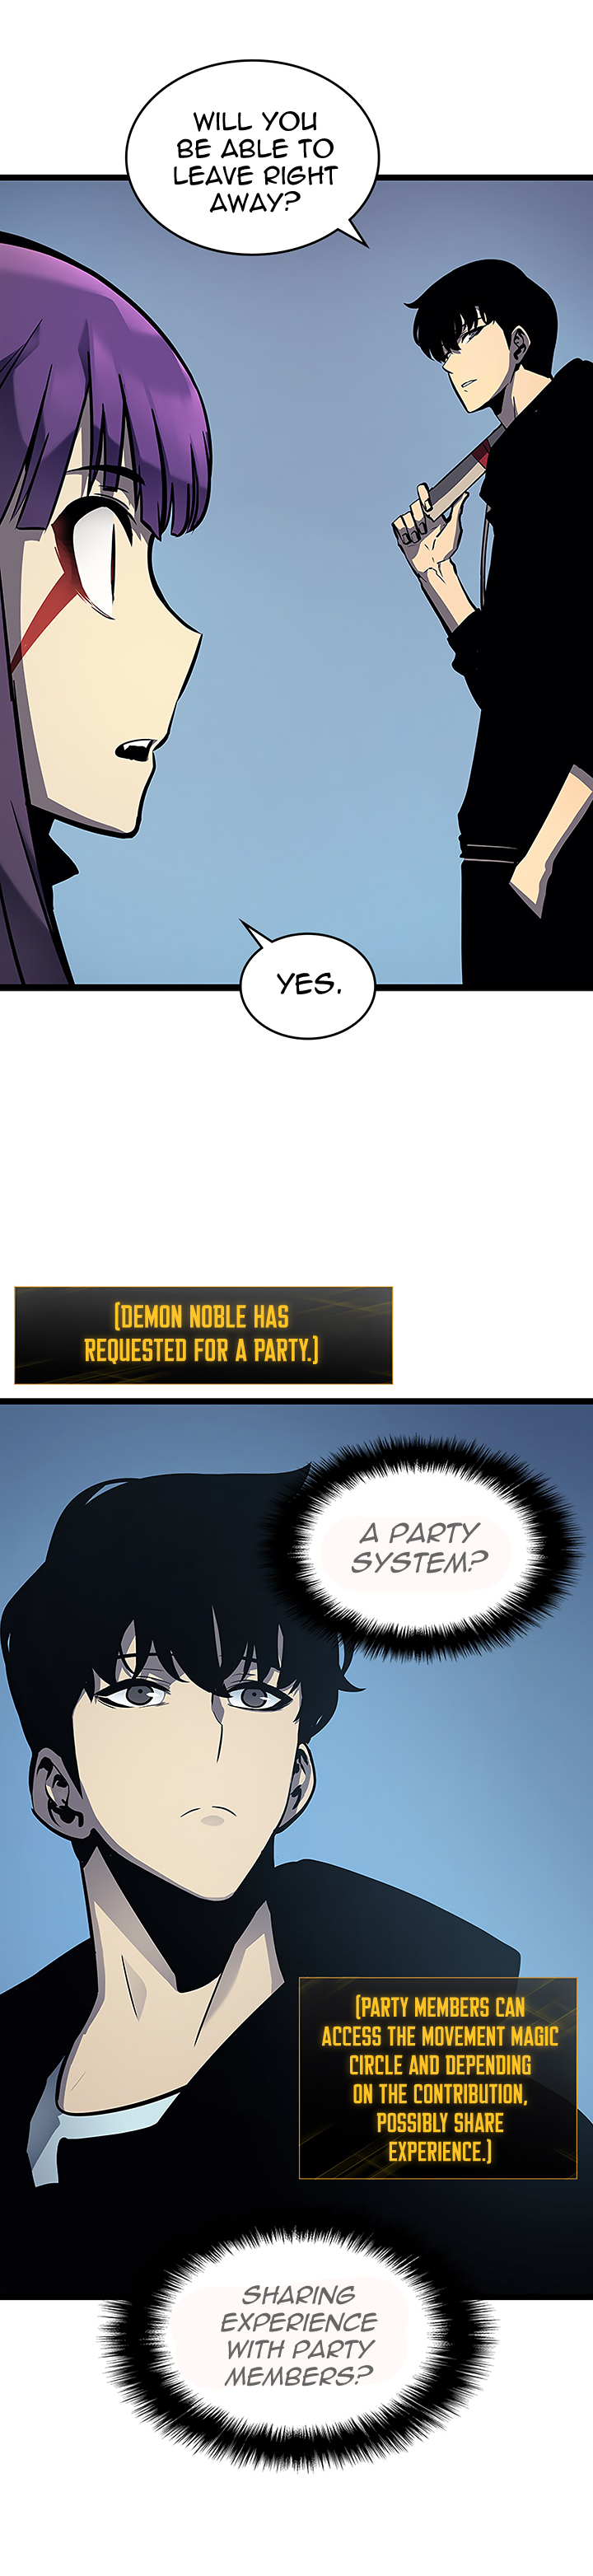 WILL YOU
BE ABLE TO
LEAVE RIGHT
AWAY?
YES.
(DEMON NOBLE HAS
REQUESTED FOR A PARTY.)
A PARTY
SYSTEM?
(PARTY MEMBERS CAN
ACCESS THE MOVEMENT MAGIC
CIRCLE AND DEPENDING
ON THE CONTRIBUTION,
POSSIBLY SHARE
EXPERIENCE.)
SHARING
EXPERIENCE
WITH PARTY
MEMBERS?